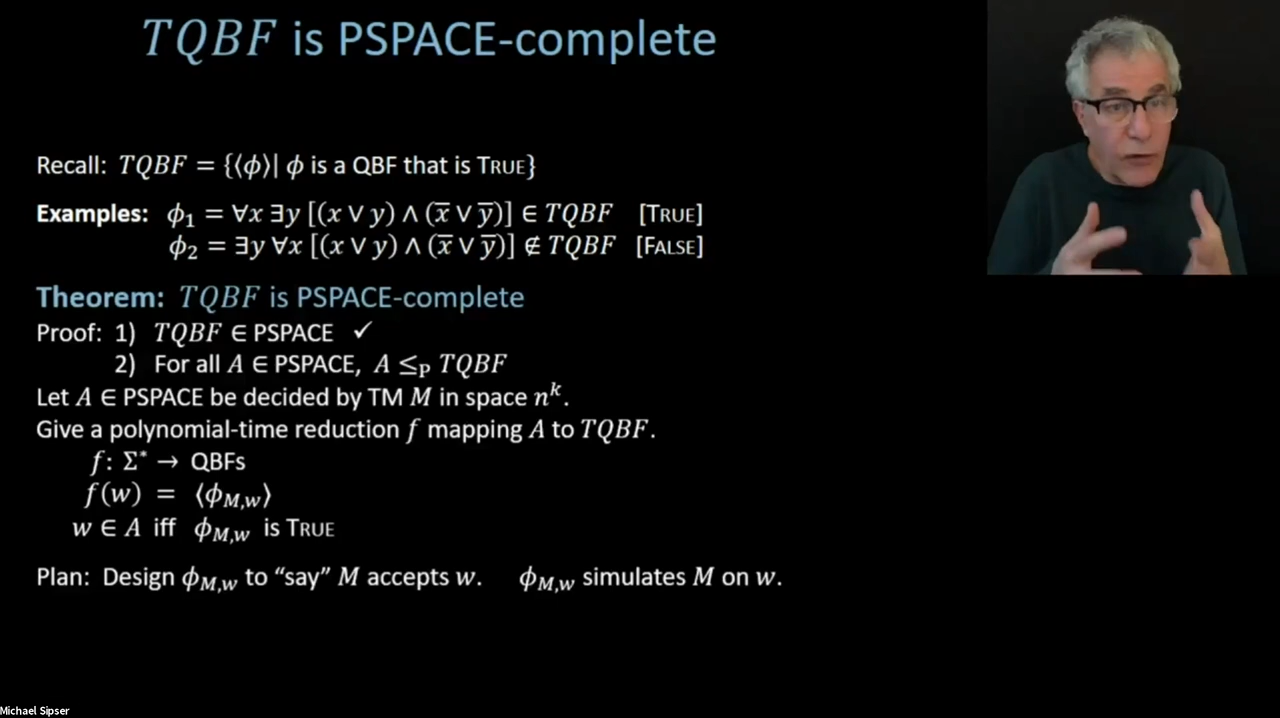 TQBF is PSPACE-complete
Recall: TQBF = {⟨ϕ⟩| ϕ is a QBF that is TRUE}
Examples: ϕ₁ = ∀x ∃y [(x ∨ y) ∧ (x̅ ∨ y̅)] ∈ TQBF [TRUE]
ϕ₂ = ∃y ∀x [(x ∨ y) ∧ (x̅ ∨ y̅)] ∉ TQBF [FALSE]
Theorem: TQBF is PSPACE-complete
Proof: 1) TQBF ∈ PSPACE ✓
2) For all A ∈ PSPACE, A ≤ₚ TQBF
Let A ∈ PSPACE be decided by TM M in space nᵏ.
Give a polynomial-time reduction f mapping A to TQBF.
f: Σ* → QBFs
f(w) = ⟨ϕ_{M,w}⟩
w ∈ A iff ϕ_{M,w} is TRUE
Plan: Design ϕ_{M,w} to “say” M accepts w. ϕ_{M,w} simulates M on w.
Michael Sipser